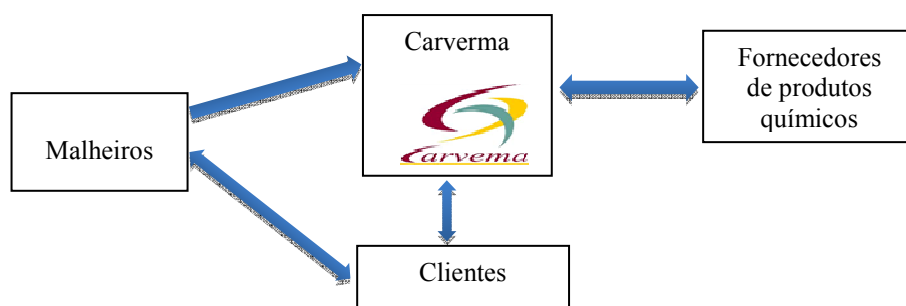 Carverma
Carvema
Malheiros
Fornecedores
de produtos
químicos
Clientes